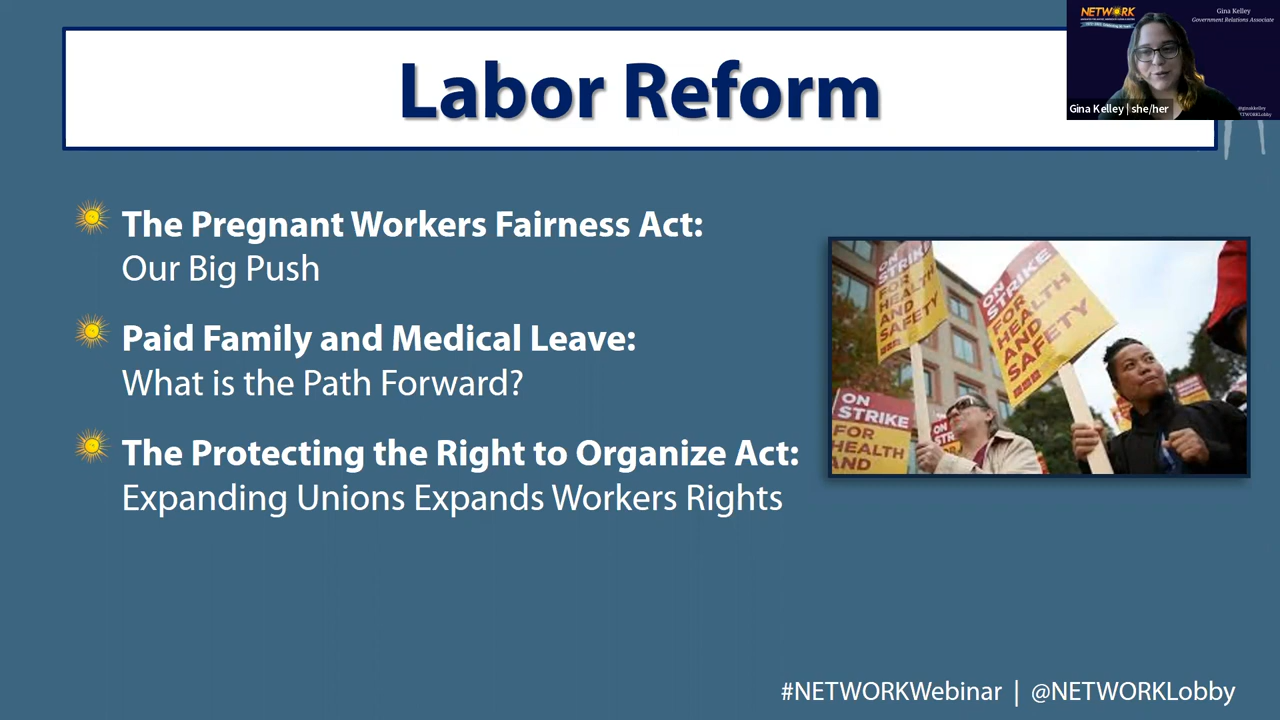 Labor Reform
NETWORK
Gina Kelley
Government Relations Associate
Gina Kelley | she/her
@ginakkelley
The Pregnant Workers Fairness Act:
Our Big Push
Paid Family and Medical Leave:
What is the Path Forward?
The Protecting the Right to Organize Act:
Expanding Unions Expands Workers Rights
ON
STRIKE
FOR
HEALTH
AND
SAFETY
ON
STRIKE
FOR
HEALTH
AND
SAFETY
ON
STRIKE
FOR
HEALTH
AND
ON
#NETWORKWebinar | @NETWORKLobby